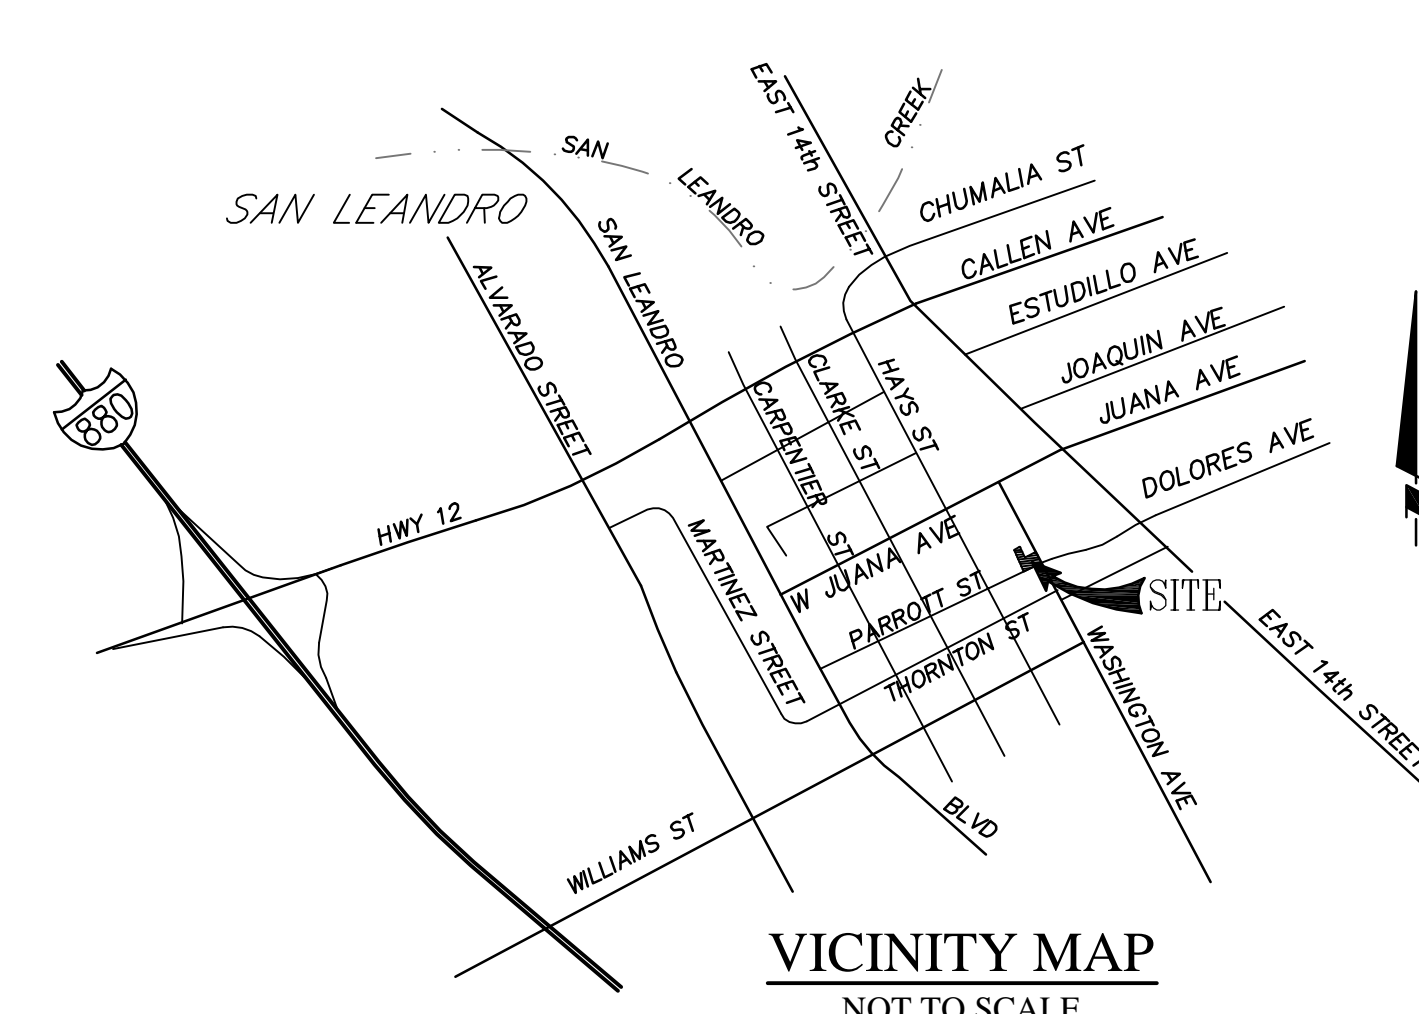 EAST 14th STREET
CREEK
SAN
LEANDRO
CHUMALIA ST
SAN LEANDRO
CALLEN AVE
SAN LEANDRO
ESTUDILLO AVE
ALVARADO STREET
JOAQUIN AVE
CLARKE ST
HAYS ST
JUANA AVE
880
CARPENTIER ST
DOLORES AVE
HWY 12
MARTINEZ STREET
W JUANA AVE
PARROTT ST
SITE
THORNTON ST
WASHINGTON AVE
EAST 14th STREET
BLVD
WILLIAMS ST
VICINITY MAP
NOT TO SCALE